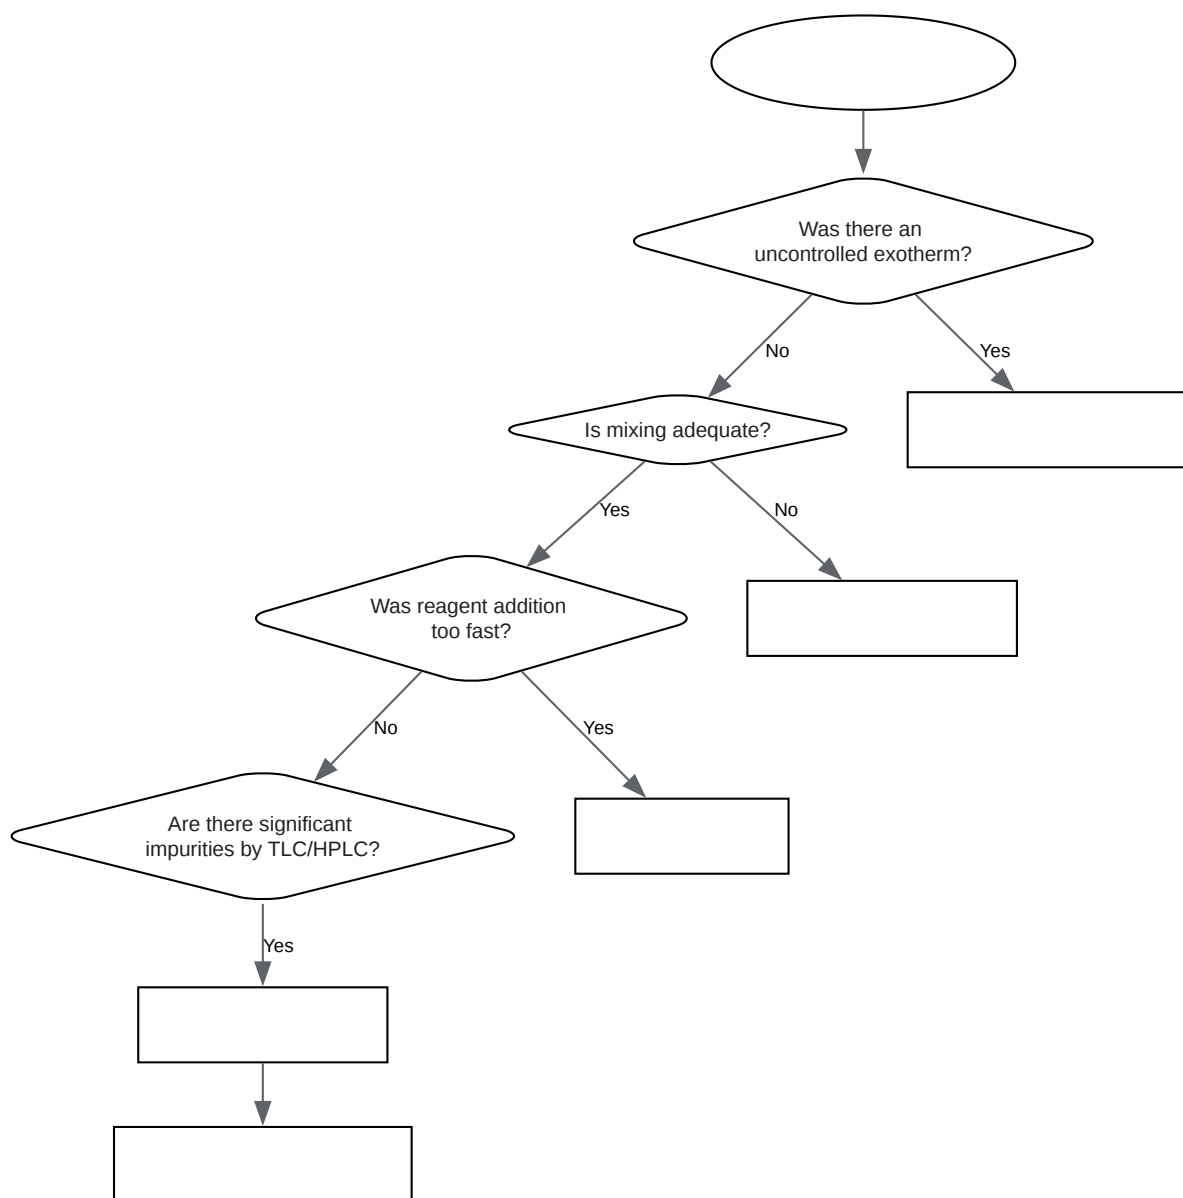 Was there an
uncontrolled exotherm?
No
Yes
Is mixing adequate?
Yes
No
Was reagent addition
too fast?
No
Yes
Are there significant
impurities by TLC/HPLC?
Yes